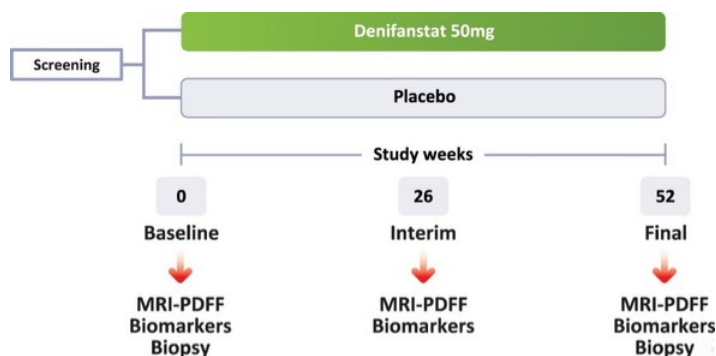 Denifanstat 50mg
Screening
Placebo
Study weeks
0 26 52
Baseline Interim Final
MRI-PDFF MRI-PDFF MRI-PDFF
Biomarkers Biomarkers Biomarkers
Biopsy Biopsy